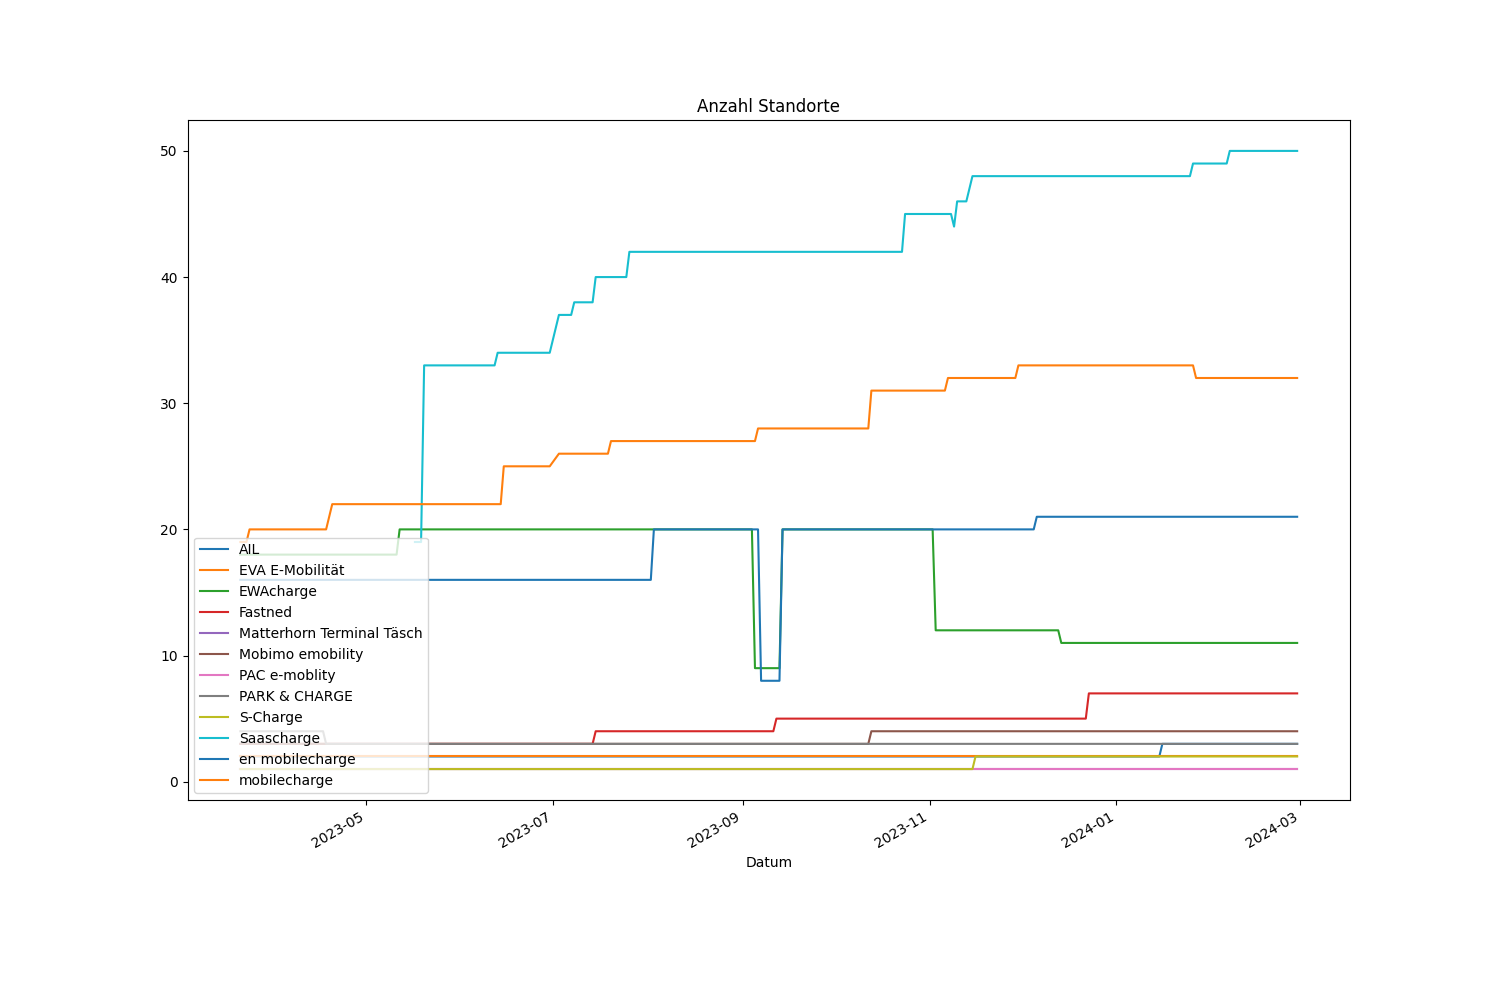 Anzahl Standorte
50
40
30
20
10
0
AIL
EVA E-Mobilität
EWAcharge
Fastned
Matterhorn Terminal Täsch
Mobimo emobility
PAC e-moblity
PARK & CHARGE
S-Charge
Saascharge
en mobilecharge
mobilecharge
2023-05
2023-07
2023-09
2023-11
2024-01
2024-03
Datum